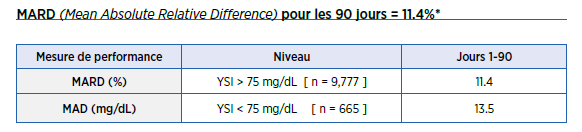 MARD (Mean Absolute Relative Difference) pour les 90 jours = 11.4%*
Mesure de performance Niveau Jours 1-90
MARD (%) YSI > 75 mg/dL [ n = 9,777 ] 11.4
MAD (mg/dL) YSI < 75 mg/dL [ n = 665 ] 13.5